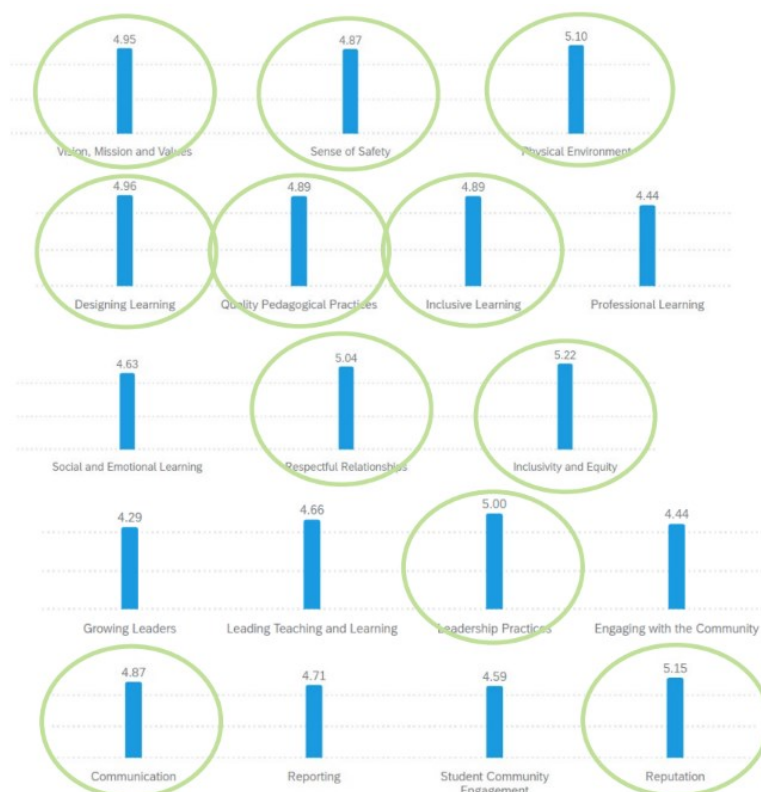 4.95 4.87 5.10
Vision, Mission and Values Sense of Safety Physical Environment
4.96 4.89 4.89 4.44
Designing Learning Quality Pedagogical Practices Inclusive Learning Professional Learning
4.63 5.04 5.22
Social and Emotional Learning Respectful Relationships Inclusivity and Equity
4.29 4.66 5.00 4.44
Growing Leaders Leading Teaching and Learning Leadership Practices Engaging with the Community
4.87 4.71 4.59 5.15
Communication Reporting Student Community Reputation
Engagement